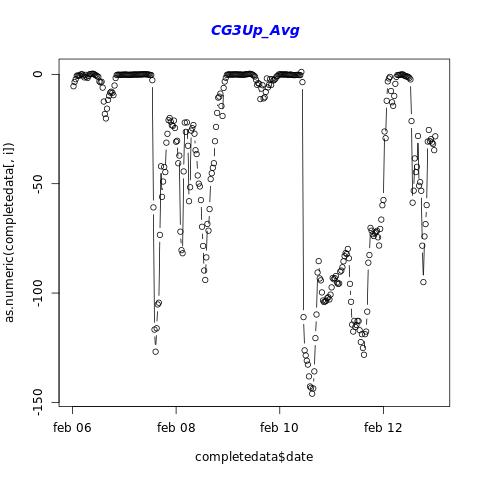 CG3Up_Avg
as.numeric(completedata[, i])
0
-50
-100
-150
feb 06
feb 08
feb 10
feb 12
completedata$date